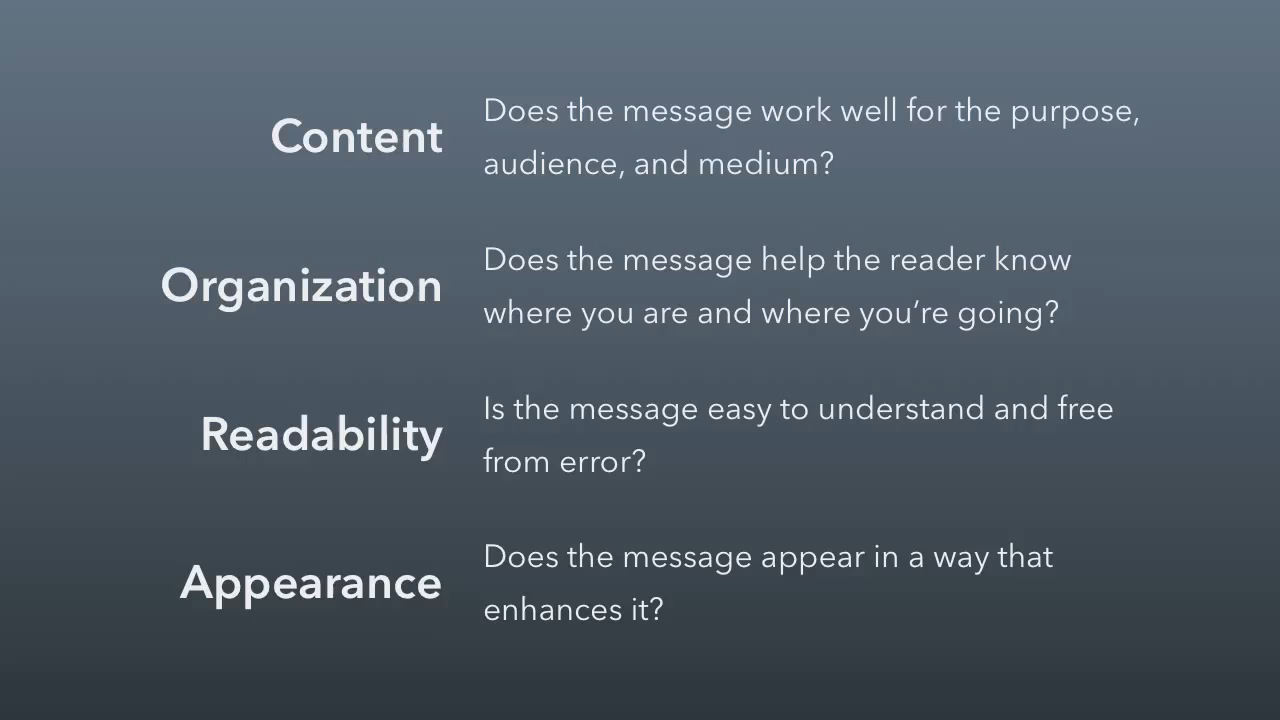 Content
Does the message work well for the purpose,
audience, and medium?
Organization
Does the message help the reader know
where you are and where you’re going?
Readability
Is the message easy to understand and free
from error?
Appearance
Does the message appear in a way that
enhances it?